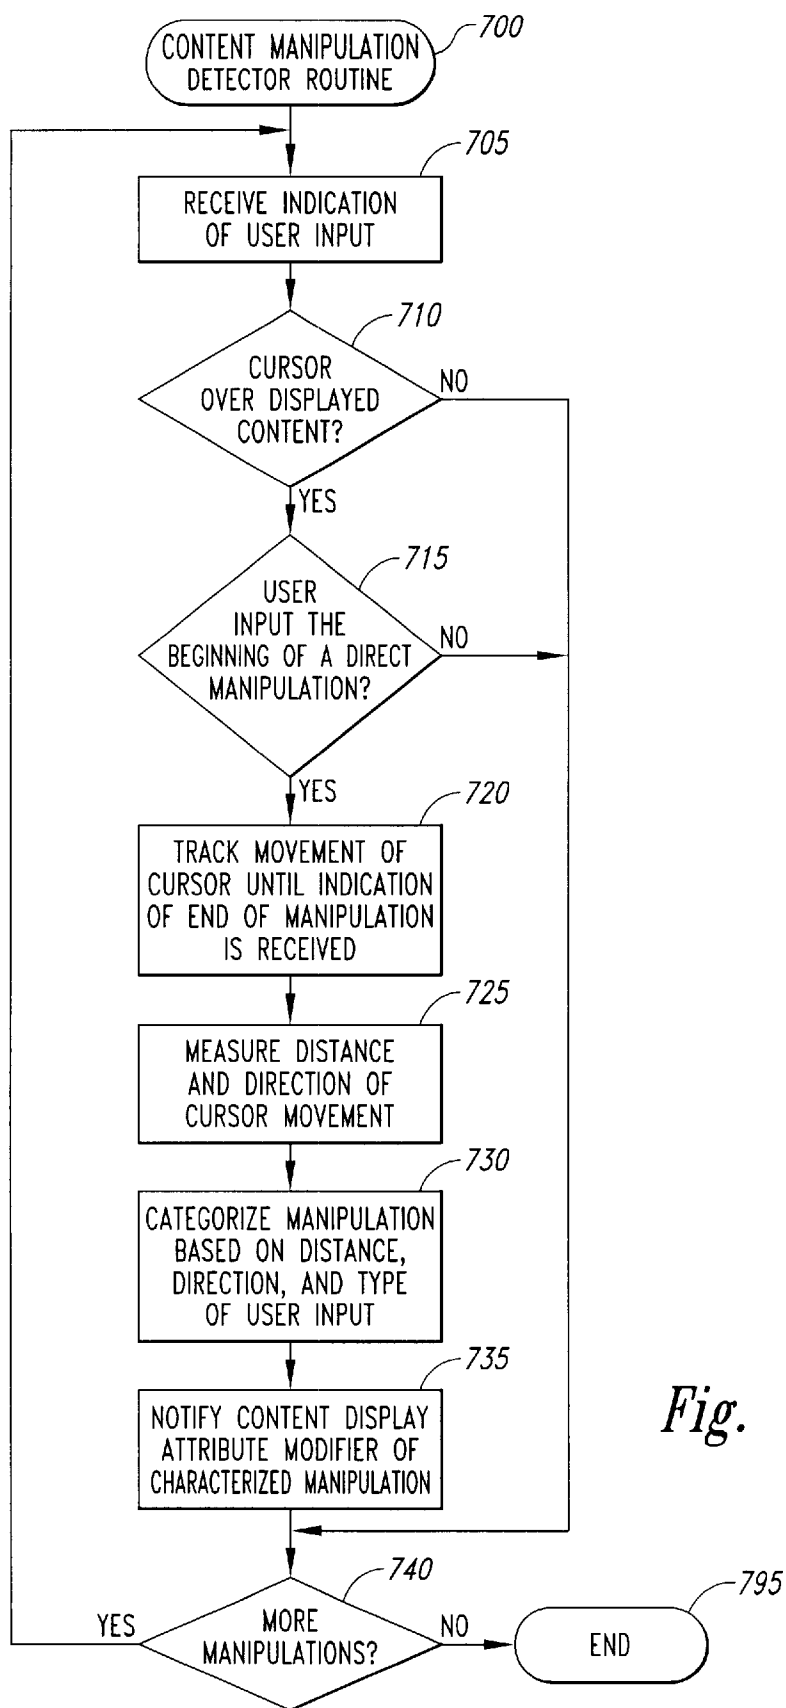 CONTENT MANIPULATION
DETECTOR ROUTINE
700
705
RECEIVE INDICATION
OF USER INPUT
710
CURSOR
OVER DISPLAYED
CONTENT?
NO
YES
715
USER
INPUT THE
BEGINNING OF A DIRECT
MANIPULATION?
NO
YES
720
TRACK MOVEMENT OF
CURSOR UNTIL INDICATION
OF END OF MANIPULATION
IS RECEIVED
725
MEASURE DISTANCE
AND DIRECTION OF
CURSOR MOVEMENT
730
CATEGORIZE MANIPULATION
BASED ON DISTANCE,
DIRECTION, AND TYPE
OF USER INPUT
735
NOTIFY CONTENT DISPLAY
ATTRIBUTE MODIFIER OF
CHARACTERIZED MANIPULATION
Fig.
740
YES
MORE
MANIPULATIONS?
NO
795
END